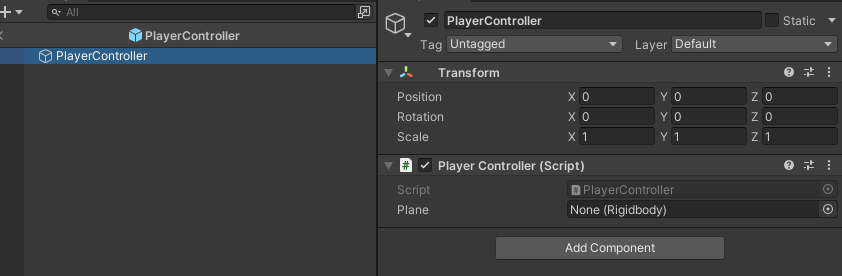 All
PlayerController
PlayerController
PlayerController
Static
Tag Untagged Layer Default
Transform
Position X 0 Y 0 Z 0
Rotation X 0 Y 0 Z 0
Scale X 1 Y 1 Z 1
# Player Controller (Script)
Script # PlayerController
Plane None (Rigidbody)
Add Component